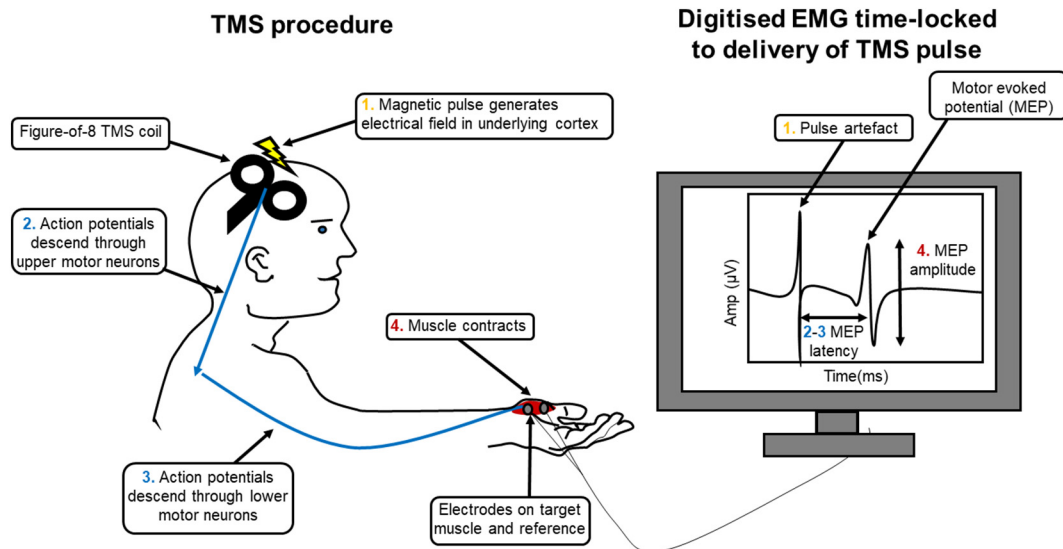 TMS procedure
Digitised EMG time-locked
to delivery of TMS pulse
Figure-of-8 TMS coil
1. Magnetic pulse generates
electrical field in underlying cortex
2. Action potentials
descend through
upper motor neurons
4. Muscle contracts
3. Action potentials
descend through lower
motor neurons
Electrodes on target
muscle and reference
1. Pulse artefact
Motor evoked
potential (MEP)
Amp (μV)
4. MEP
amplitude
2-3 MEP
latency
Time(ms)